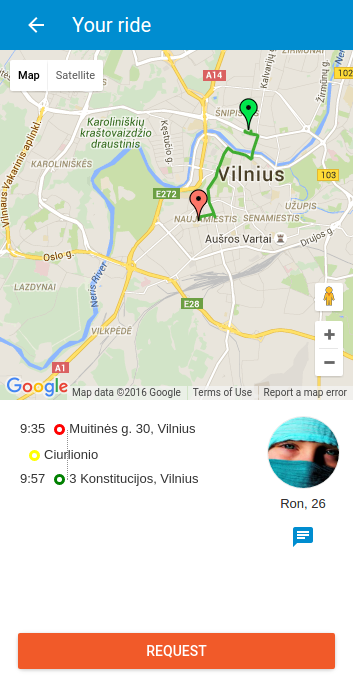 Your ride
Map Satellite
A14
Kalvarijų
Žirmūnų g.
102
ŠNIPIŠ
Karoliniškių
kraštovaizdžio
draustinis
Kęstučio g.
Vilniaus Vakarinis aplinkl.
KAROLINIŠKĖS
Vilnius
103
E272
UŽUPIS
NAUJAMIESTIS
SENAMIESTIS
Aušros Vartai
Drujos g.
Oslo g.
LAZDYNAI
Neris River
E28
VILKPĖDĖ
A1
Google
Map data ©2016 Google Terms of Use Report a map error
9:35 Muitinės g. 30, Vilnius
Ciurlionio
9:57 3 Konstitucijos, Vilnius
Ron, 26
REQUEST